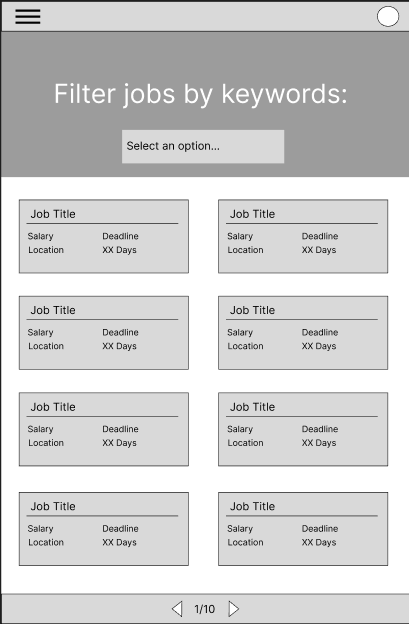 Filter jobs by keywords:
Select an option...
Job Title
Salary Deadline
Location XX Days
Job Title
Salary Deadline
Location XX Days
Job Title
Salary Deadline
Location XX Days
Job Title
Salary Deadline
Location XX Days
Job Title
Salary Deadline
Location XX Days
Job Title
Salary Deadline
Location XX Days
Job Title
Salary Deadline
Location XX Days
Job Title
Salary Deadline
Location XX Days
1/10